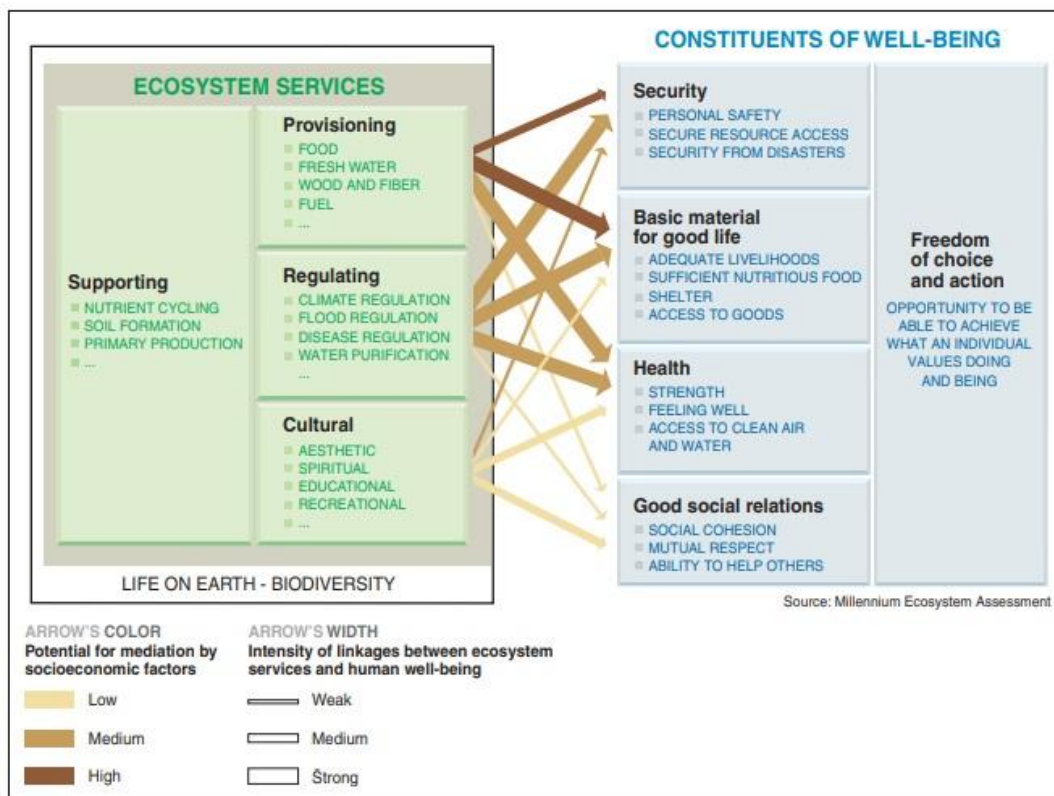 CONSTITUENTS OF WELL-BEING
ECOSYSTEM SERVICES
Supporting
NUTRIENT CYCLING
SOIL FORMATION
PRIMARY PRODUCTION
...
Provisioning
FOOD
FRESH WATER
WOOD AND FIBER
FUEL
...
Regulating
CLIMATE REGULATION
FLOOD REGULATION
DISEASE REGULATION
WATER PURIFICATION
...
Cultural
AESTHETIC
SPIRITUAL
EDUCATIONAL
RECREATIONAL
...
LIFE ON EARTH - BIODIVERSITY
Security
PERSONAL SAFETY
SECURE RESOURCE ACCESS
SECURITY FROM DISASTERS
Basic material
for good life
ADEQUATE LIVELIHOODS
SUFFICIENT NUTRITIOUS FOOD
SHELTER
ACCESS TO GOODS
Health
STRENGTH
FEELING WELL
ACCESS TO CLEAN AIR
AND WATER
Good social relations
SOCIAL COHESION
MUTUAL RESPECT
ABILITY TO HELP OTHERS
Freedom
of choice
and action
OPPORTUNITY TO BE
ABLE TO ACHIEVE
WHAT AN INDIVIDUAL
VALUES DOING
AND BEING
Source: Millennium Ecosystem Assessment
ARROW'S COLOR
Potential for mediation by
socioeconomic factors
Low
Medium
High
ARROW'S WIDTH
Intensity of linkages between ecosystem
services and human well-being
Weak
Medium
Strong